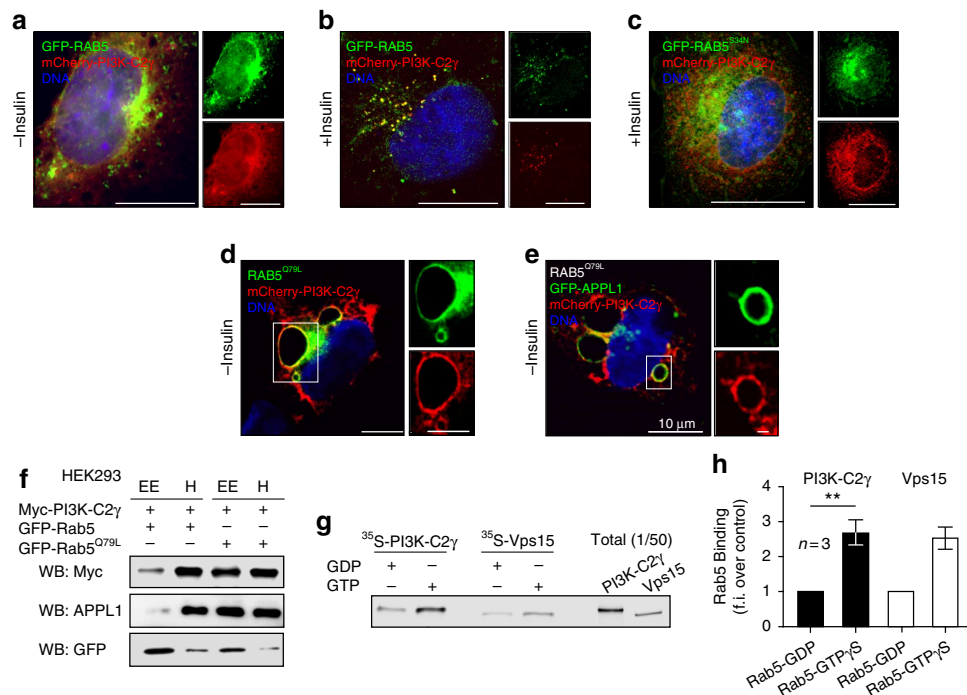 a
GFP-RAB5
mCherry-PI3K-C2γ
DNA
–Insulin
b
GFP-RAB5
mCherry-PI3K-C2γ
DNA
+Insulin
c
GFP-RAB5S34N
mCherry-PI3K-C2γ
DNA
+Insulin
d
RAB5Q79L
mCherry-PI3K-C2γ
DNA
–Insulin
e
RAB5Q79L
GFP-APPL1
mCherry-PI3K-C2γ
DNA
–Insulin
10 μm
f
HEK293
EE H EE H
Myc-PI3K-C2γ + + + +
GFP-Rab5 + + – –
GFP-Rab5Q79L – – + +
WB: Myc
WB: APPL1
WB: GFP
g
35S-PI3K-C2γ 35S-Vps15 Total (1/50)
GDP + – + –
GTP – + – +
PI3K-C2γ
Vps15
h
PI3K-C2γ Vps15
**
n=3
Rab5 Binding
(f.i. over control)
4
3
2
1
0
Rab5-GDP
Rab5-GTPγS
Rab5-GDP
Rab5-GTPγS